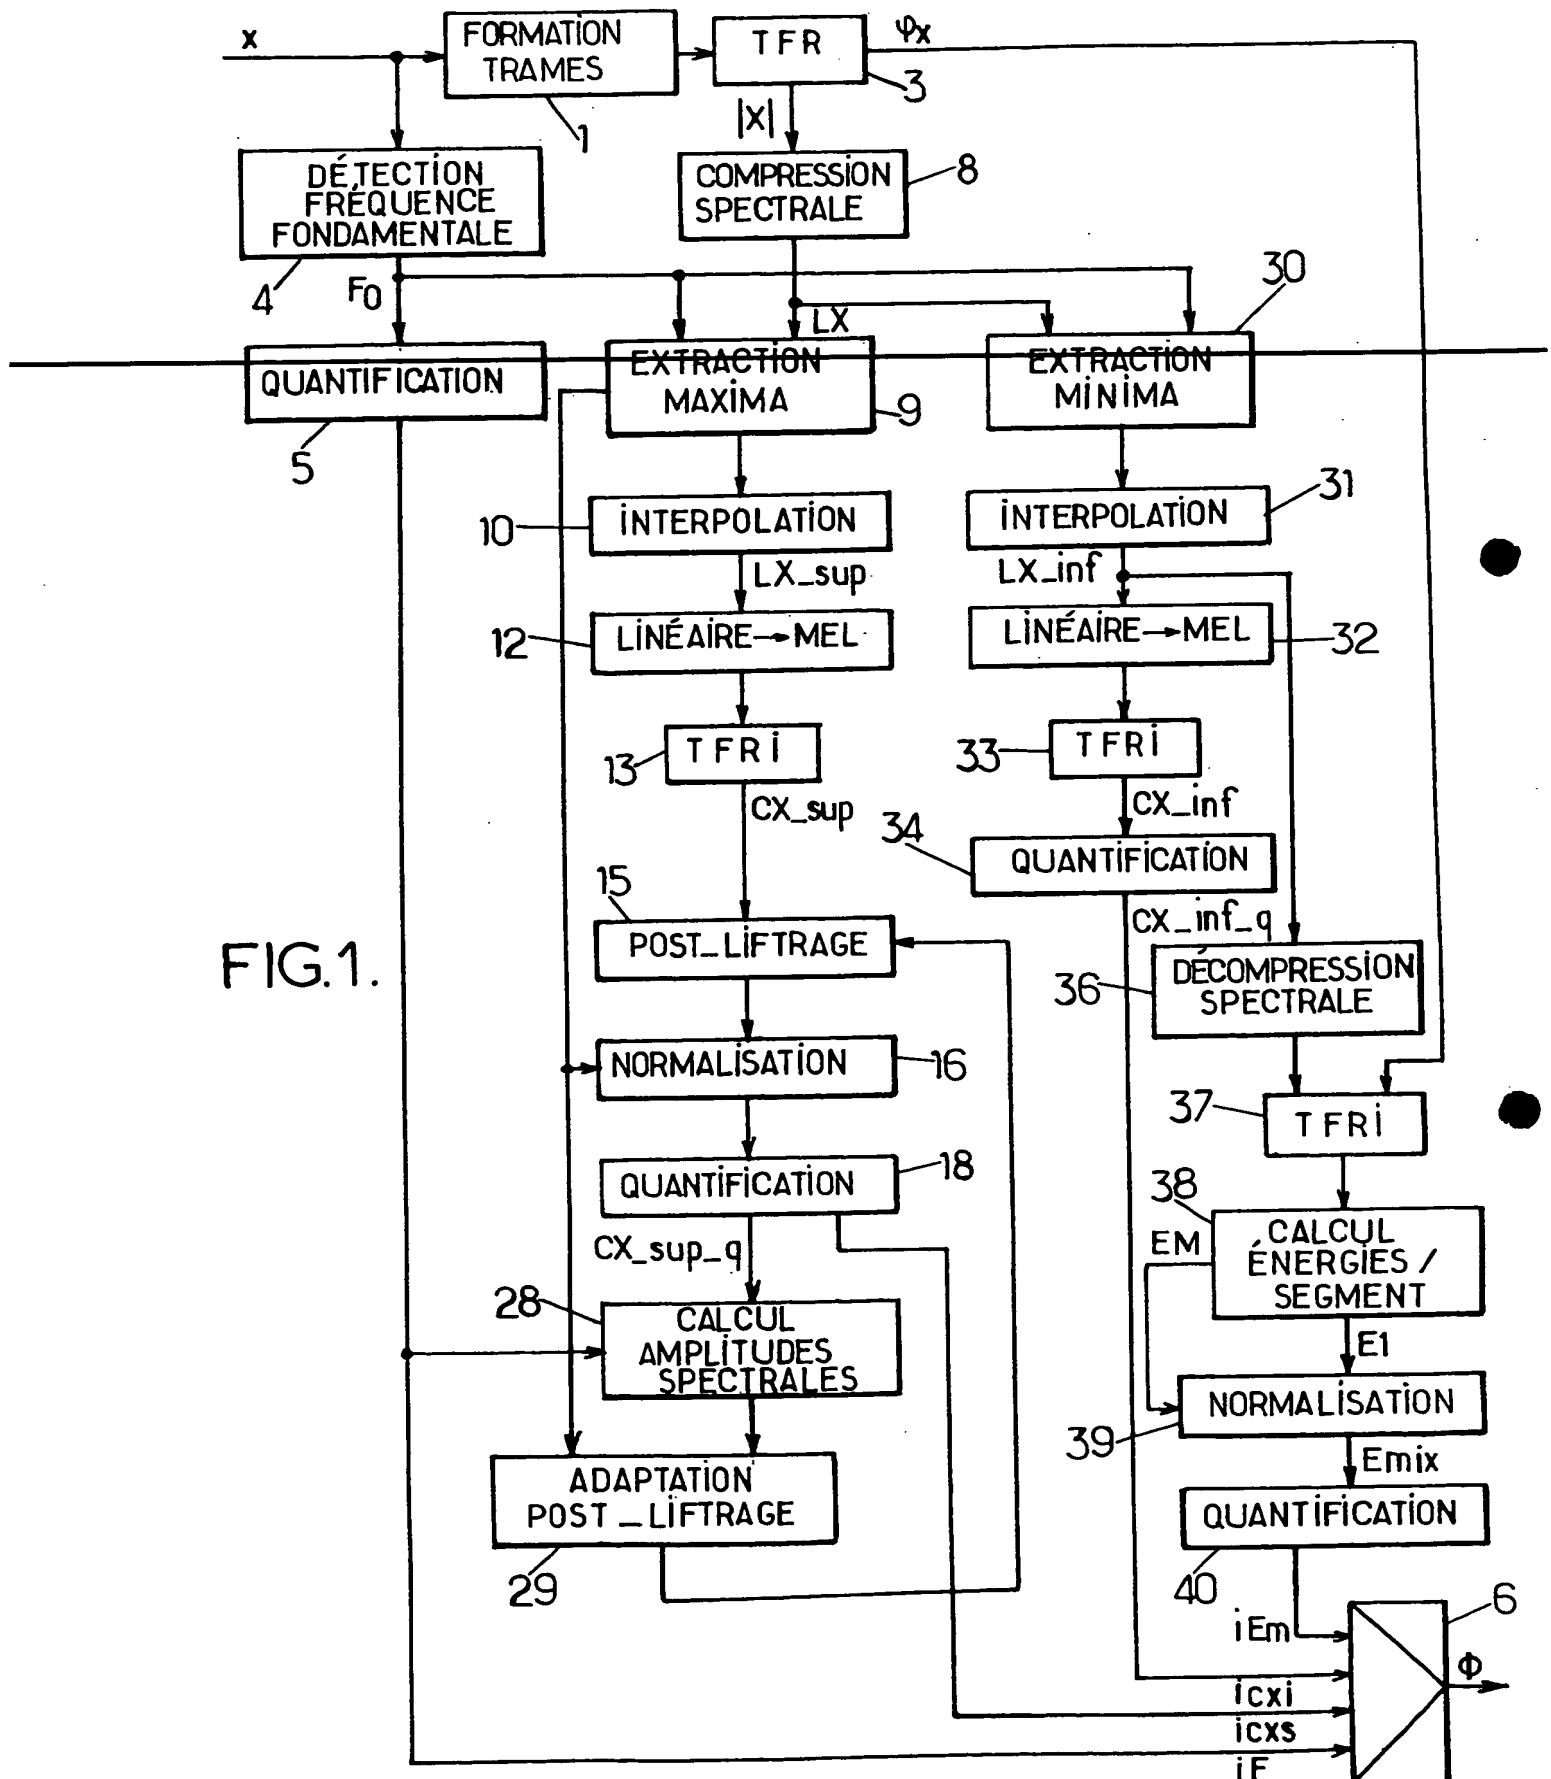 x
FORMATION
TRAMES
1
TFR
3
φx
|X|
DÉTECTION
FRÉQUENCE
FONDAMENTALE
4
COMPRESSION
SPECTRALE
8
F0
LX
30
QUANTIFICATION
5
EXTRACTION
MAXIMA
9
EXTRACTION
MINIMA
10
INTERPOLATION
INTERPOLATION
31
LX_sup
LX_inf
12
LINÉAIRE→MEL
LINÉAIRE→MEL
32
13
TFRI
33
TFRI
CX_sup
CX_inf
34
QUANTIFICATION
15
POST_LIFTRAGE
CX_inf_q
FIG.1.
36
DÉCOMPRESSION
SPECTRALE
NORMALISATION
16
37
TFRI
QUANTIFICATION
18
38
CALCUL
ÉNERGIES /
SEGMENT
EM
CX_sup_q
28
CALCUL
AMPLITUDES
SPECTRALES
E1
39
NORMALISATION
Emix
ADAPTATION
POST_LIFTRAGE
29
QUANTIFICATION
40
6
iEm
Φ
icxi
icxs
iF